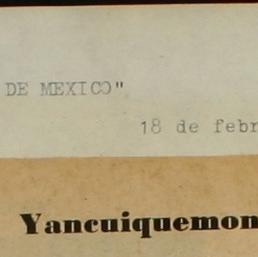 DE MEXICO"
18 de febr
Yancuiquemon